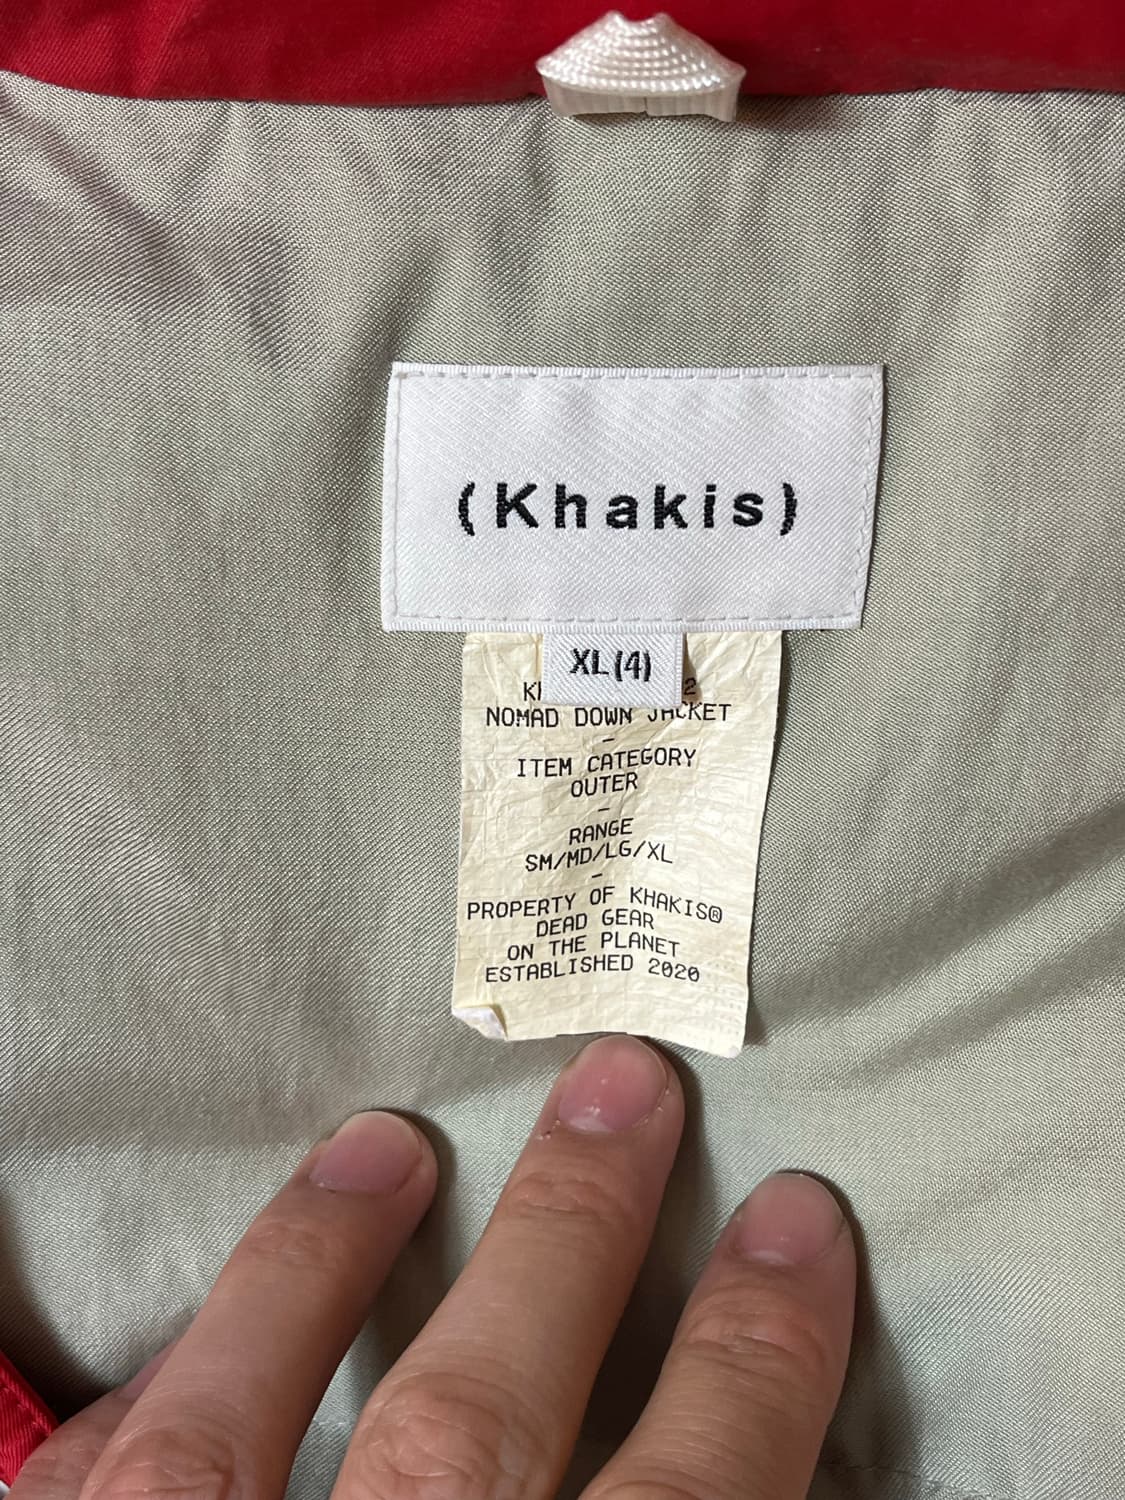 (Khakis)
XL(4)
NOMAD DOWN JACKET
-
ITEM CATEGORY
OUTER
-
RANGE
SM/MD/LG/XL
-
PROPERTY OF KHAKIS®
DEAD GEAR
ON THE PLANET
ESTABLISHED 2020